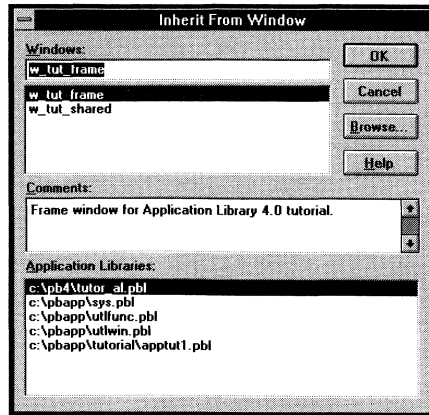 Inherit From Window
Windows:
w_tut_frame
w_tut_frame
w_tut_shared
OK
Cancel
Browse...
Help
Comments:
Frame window for Application Library 4.0 tutorial.
Application Libraries:
c:\pb4\tutor_al.pbl
c:\pbapp\sys.pbl
c:\pbapp\utlfunc.pbl
c:\pbapp\utlwin.pbl
c:\pbapp\tutorial\apptut1.pbl